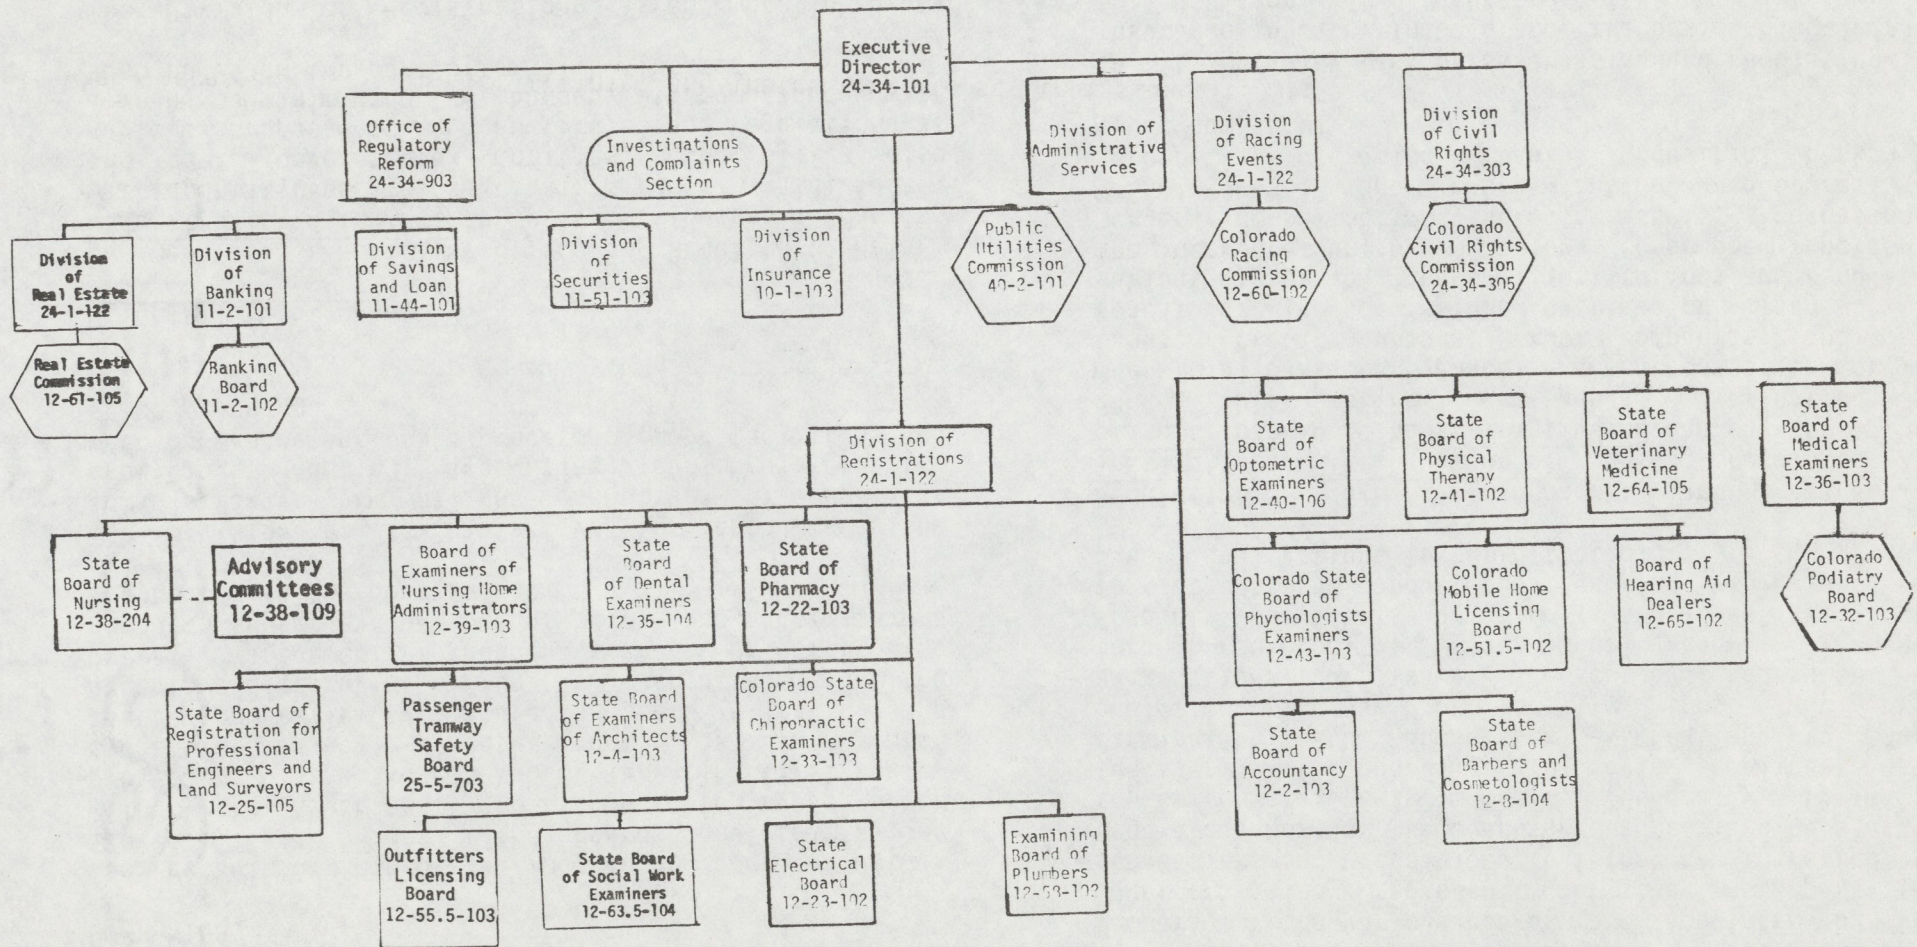 Executive
Director
24-34-101
Office of
Regulatory
Reform
24-34-903
Investigations
and Complaints
Section
Division of
Administrative
Services
Division
of Racing
Events
24-1-122
Division
of Civil
Rights
24-34-303
Division
of
Real Estate
24-1-122
Division
of
Banking
11-2-101
Division
of Savings
and Loan
11-44-101
Division
of
Securities
11-51-103
Division
of
Insurance
10-1-103
Public
Utilities
Commission
40-2-101
Colorado
Racing
Commission
12-60-102
Colorado
Civil Rights
Commission
24-34-305
Real Estate
Commission
12-61-105
Banking
Board
11-2-102
Division of
Registrations
24-1-122
State
Board of
Optometric
Examiners
12-40-106
State
Board of
Physical
Therapy
12-41-102
State
Board of
Veterinary
Medicine
12-64-105
State
Board of
Medical
Examiners
12-36-103
State
Board of
Nursing
12-38-204
Advisory
Committees
12-38-109
Board of
Examiners of
Nursing Home
Administrators
12-39-103
State
Board
of Dental
Examiners
12-35-104
State
Board of
Pharmacy
12-22-103
Colorado State
Board of
Phychologists
Examiners
12-43-103
Colorado
Mobile Home
Licensing
Board
12-51.5-102
Board of
Hearing Aid
Dealers
12-65-102
Colorado
Podiatry
Board
12-32-103
State Board of
Registration for
Professional
Engineers and
Land Surveyors
12-25-105
Passenger
Tramway
Safety
Board
25-5-703
State Board
of Examiners
of Architects
12-4-103
Colorado State
Board of
Chiropractic
Examiners
12-33-103
State
Board of
Accountancy
12-2-103
State
Board of
Barbers and
Cosmetologists
12-8-104
Outfitters
Licensing
Board
12-55.5-103
State Board
of Social Work
Examiners
12-63.5-104
State
Electrical
Board
12-23-102
Examining
Board of
Plumbers
12-58-102